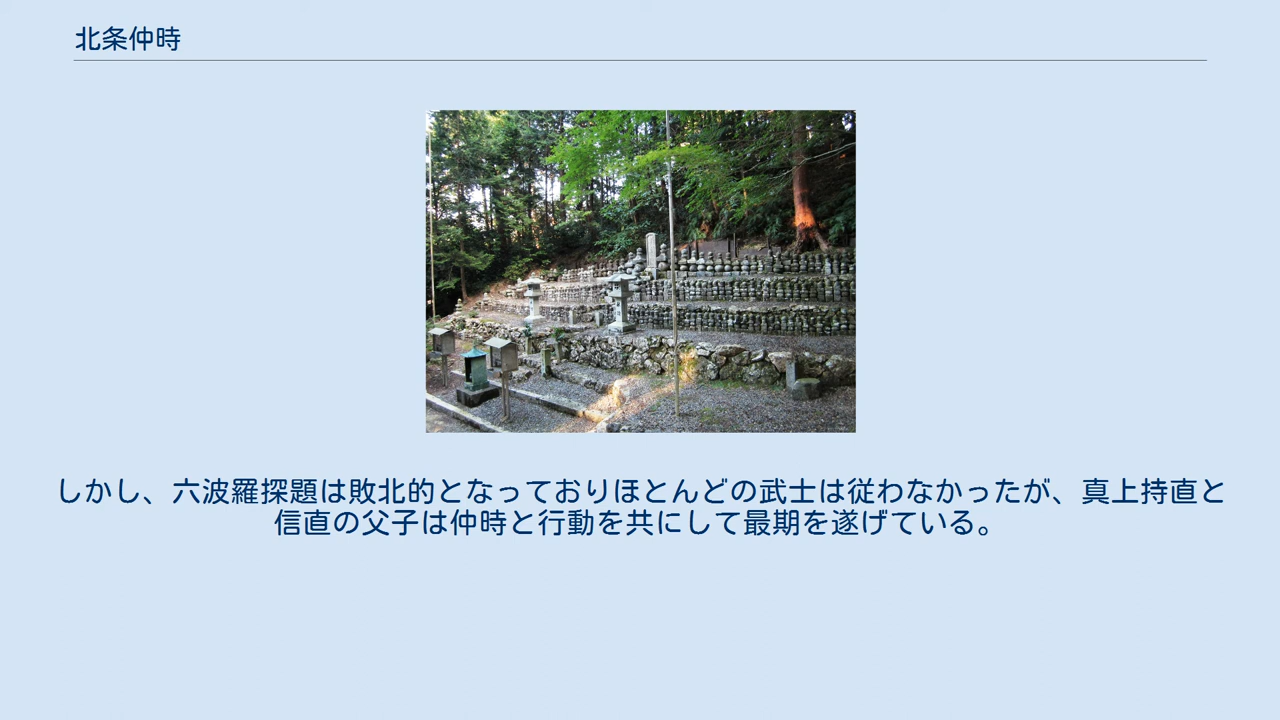 北条仲時
しかし、六波羅探題は敗北的となっておりほとんどの武士は従わなかったが、真上持直と
信直の父子は仲時と行動を共にして最期を遂げている。